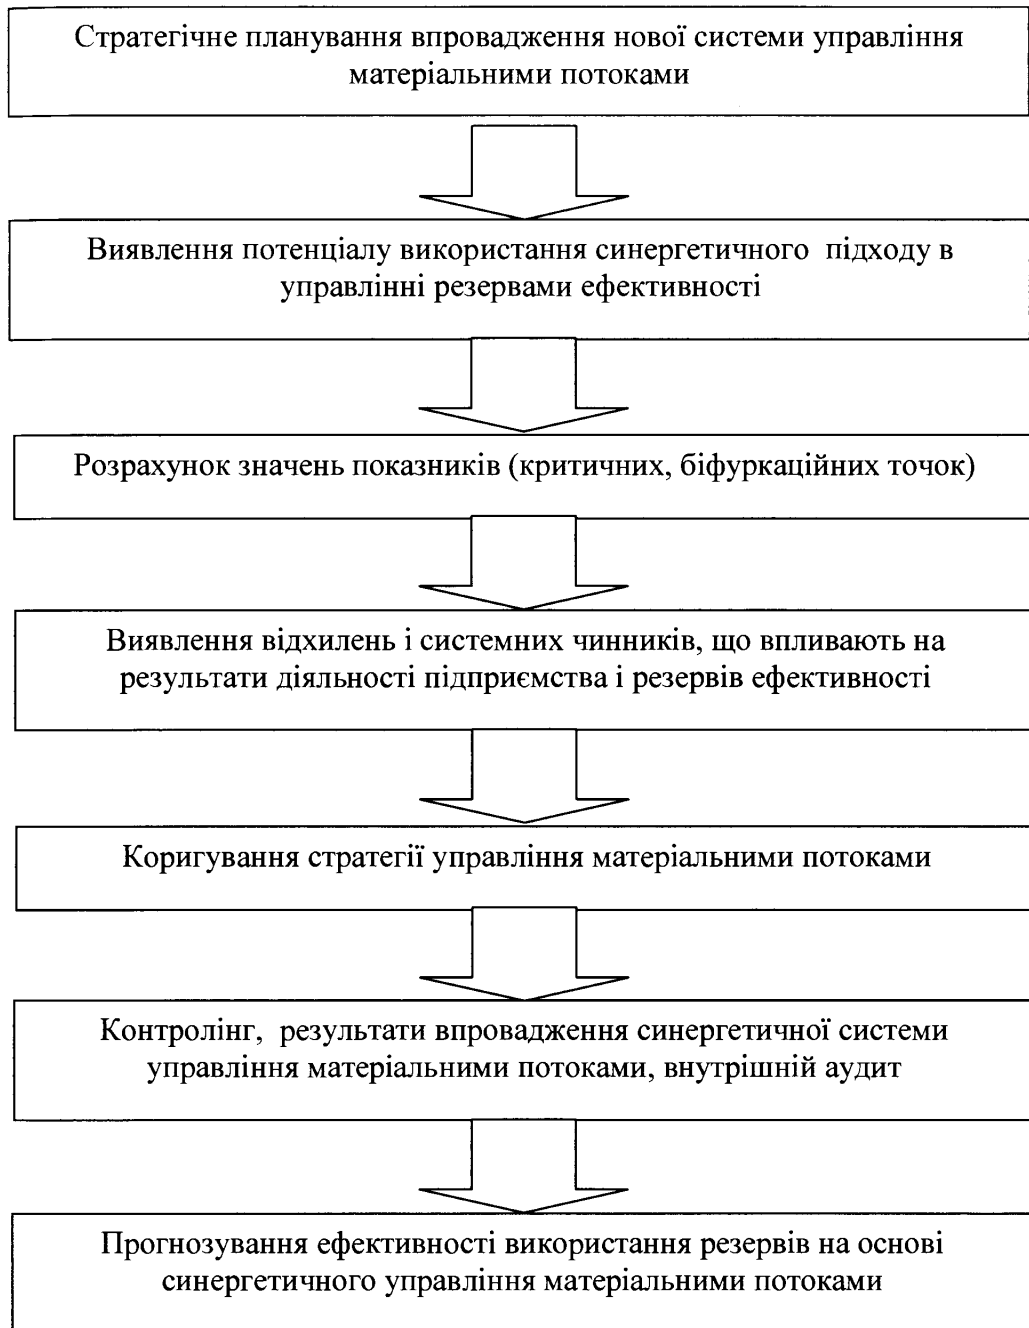 Стратегічне планування впровадження нової системи управління
матеріальними потоками
Виявлення потенціалу використання синергетичного підходу в
управлінні резервами ефективності
Розрахунок значень показників (критичних, біфуркаційних точок)
Виявлення відхилень і системних чинників, що впливають на
результати діяльності підприємства і резервів ефективності
Коригування стратегії управління матеріальними потоками
Контролінг, результати впровадження синергетичної системи
управління матеріальними потоками, внутрішній аудит
Прогнозування ефективності використання резервів на основі
синергетичного управління матеріальними потоками